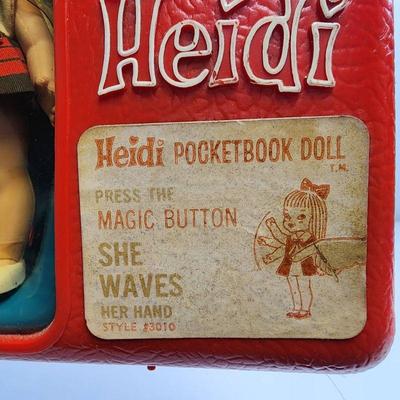 Heidi
Heidi POCKETBOOK DOLL
T.M.
PRESS THE
MAGIC BUTTON
SHE
WAVES
HER HAND
STYLE #3010